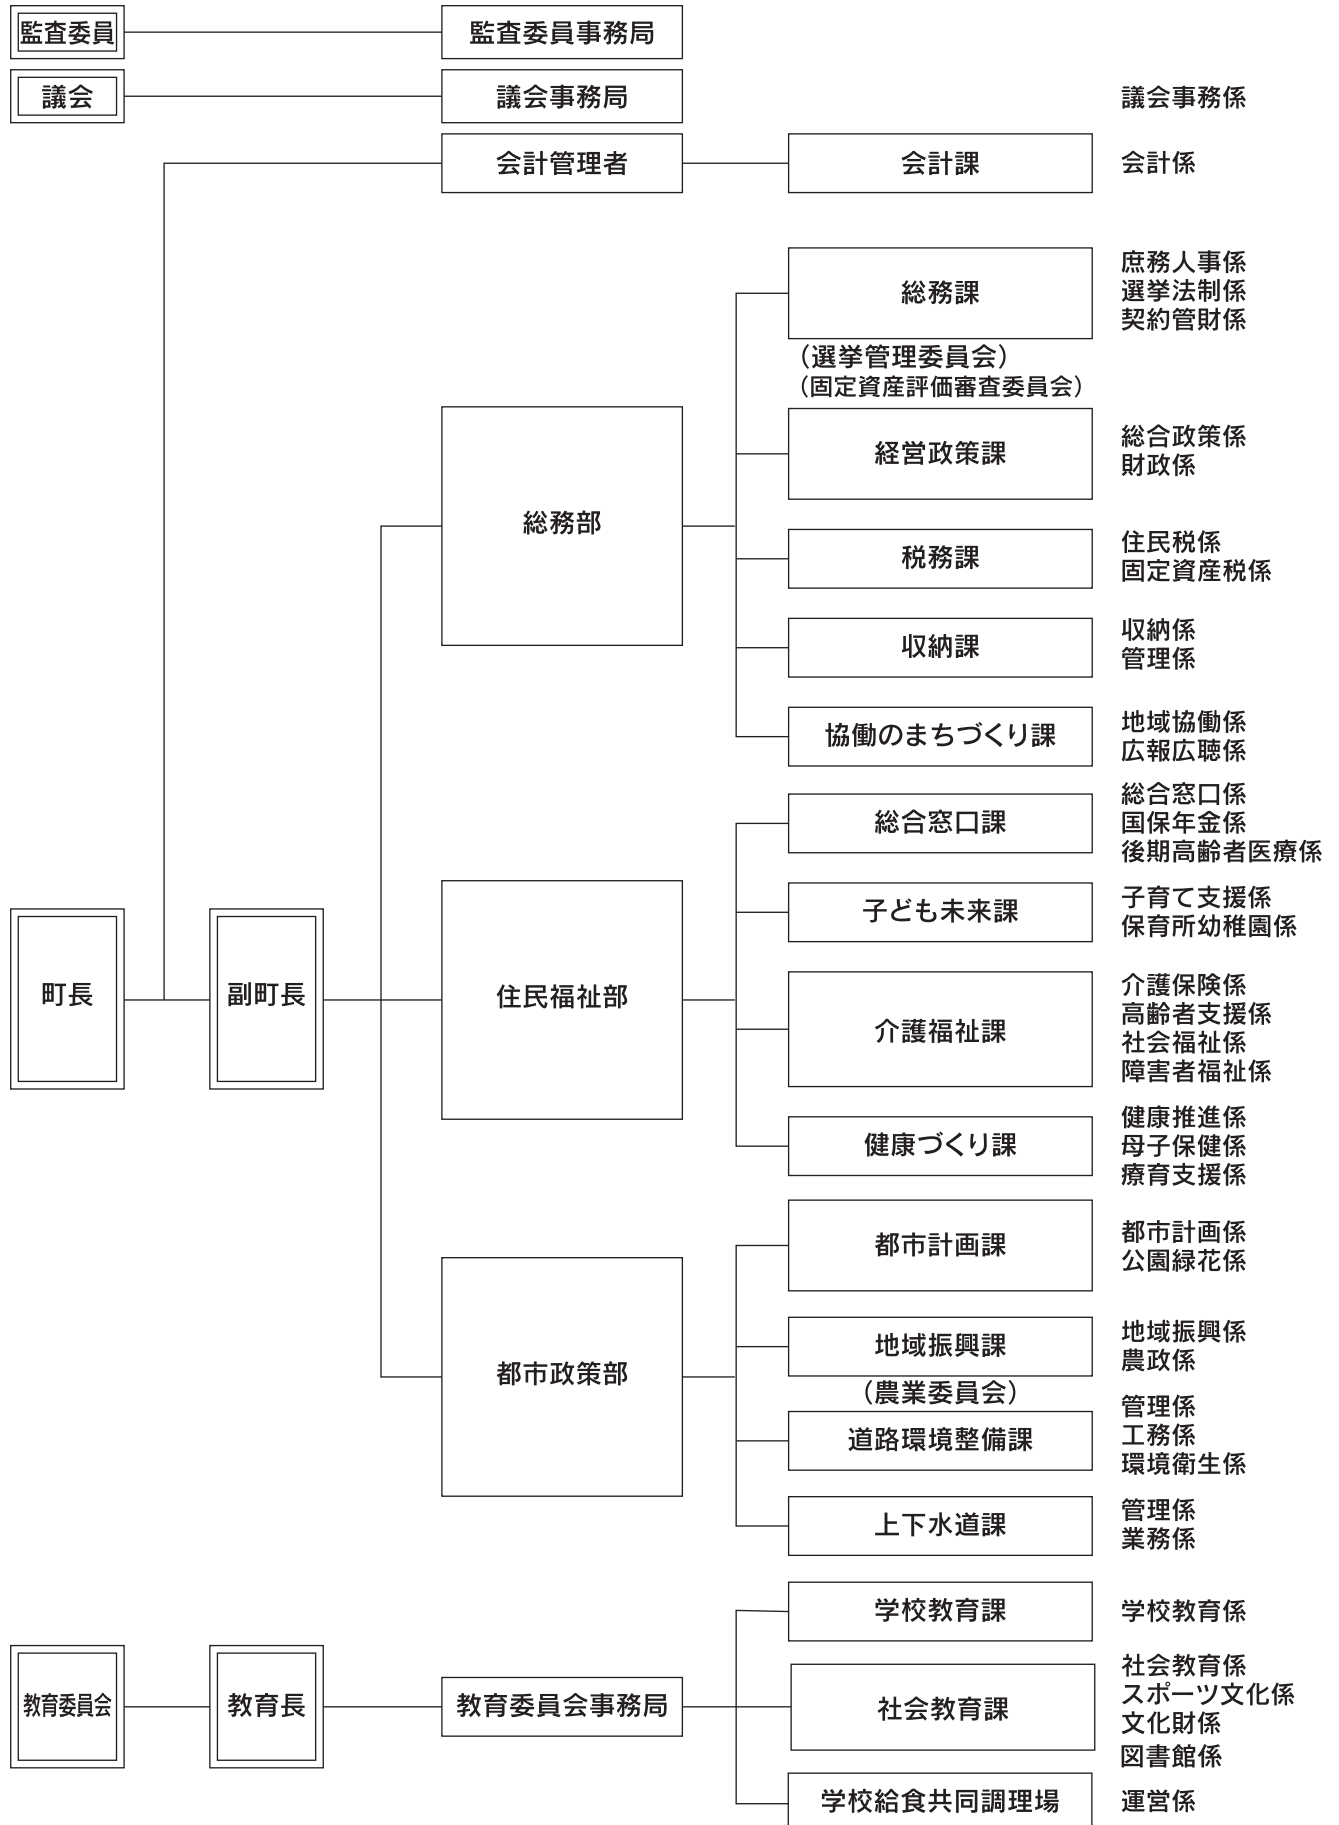 監査委員
監査委員事務局
議会
議会事務局
議会事務係
会計管理者
会計課
会計係
総務課
庶務人事係
選挙法制係
契約管財係
（選挙管理委員会）
（固定資産評価審査委員会）
経営政策課
総合政策係
財政係
総務部
税務課
住民税係
固定資産税係
収納課
収納係
管理係
協働のまちづくり課
地域協働係
広報広聴係
総合窓口課
総合窓口係
国保年金係
後期高齢者医療係
子ども未来課
子育て支援係
保育所幼稚園係
町長
副町長
住民福祉部
介護福祉課
介護保険係
高齢者支援係
社会福祉係
障害者福祉係
健康づくり課
健康推進係
母子保健係
療育支援係
都市計画課
都市計画係
公園緑花係
都市政策部
地域振興課
地域振興係
農政係
（農業委員会）
道路環境整備課
管理係
工務係
環境衛生係
上下水道課
管理係
業務係
学校教育課
学校教育係
教育委員会
教育長
教育委員会事務局
社会教育課
社会教育係
スポーツ文化係
文化財係
図書館係
学校給食共同調理場
運営係